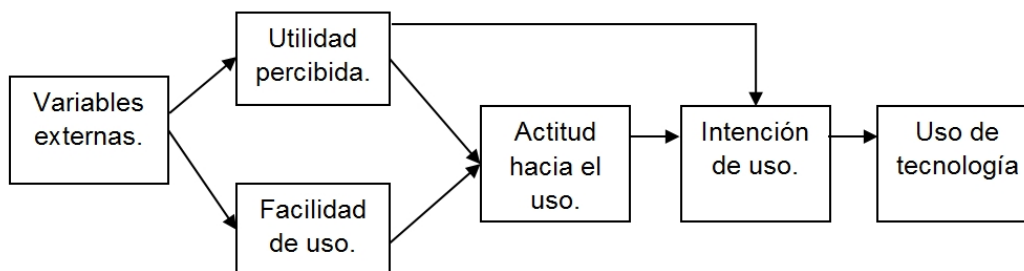 Variables
externas.
Utilidad
percibida.
Facilidad
de uso.
Actitud
hacia el
uso.
Intención
de uso.
Uso de
tecnología